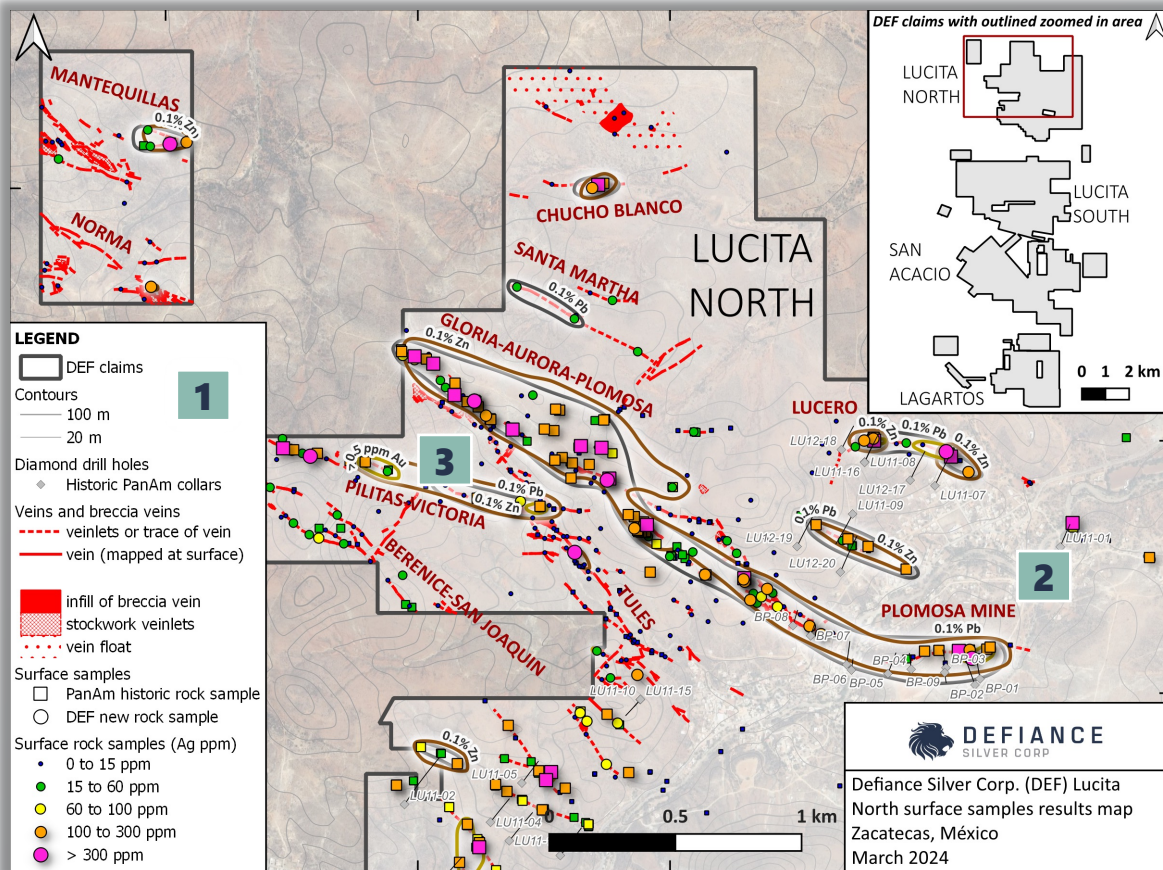 DEF claims with outlined zoomed in area
LUCITA
NORTH
LUCITA
SOUTH
SAN
ACACIO
LAGARTOS
0 1 2 km
MANTEQUILLAS
0.1% Zn
NORMA
CHUCHO BLANCO
LUCITA
NORTH
SANTA MARTHA
0.1% Pb
GLORIA-AURORA-PLOMOSA
0.1% Zn
LUCERO
0.1% Zn
0.1% Pb
0.1% Zn
LU12-18
LU11-16
LU11-08
LU12-17
LU11-07
LU11-09
0.1% Pb
LU12-19
0.1% Zn
LU12-20
LU11-01
2
3
0.5 ppm Au
PILITAS-VICTORIA
0.1% Pb
0.1% Zn
BERENICE-SAN JOAQUIN
TULES
PLOMOSA MINE
0.1% Pb
BP-08
BP-07
BP-06
BP-05
BP-04
BP-09
BP-03
BP-02
BP-01
LU11-10
LU11-15
0.1% Zn
LU11-05
LU11-02
LU11-04
LU11-
0 0.5 1 km
LEGEND
DEF claims
1
Contours
100 m
20 m
Diamond drill holes
Historic PanAm collars
Veins and breccia veins
veinlets or trace of vein
vein (mapped at surface)
infill of breccia vein
stockwork veinlets
vein float
Surface samples
PanAm historic rock sample
DEF new rock sample
Surface rock samples (Ag ppm)
0 to 15 ppm
15 to 60 ppm
60 to 100 ppm
100 to 300 ppm
> 300 ppm
DEFIANCE
SILVER CORP
Defiance Silver Corp. (DEF) Lucita
North surface samples results map
Zacatecas, México
March 2024